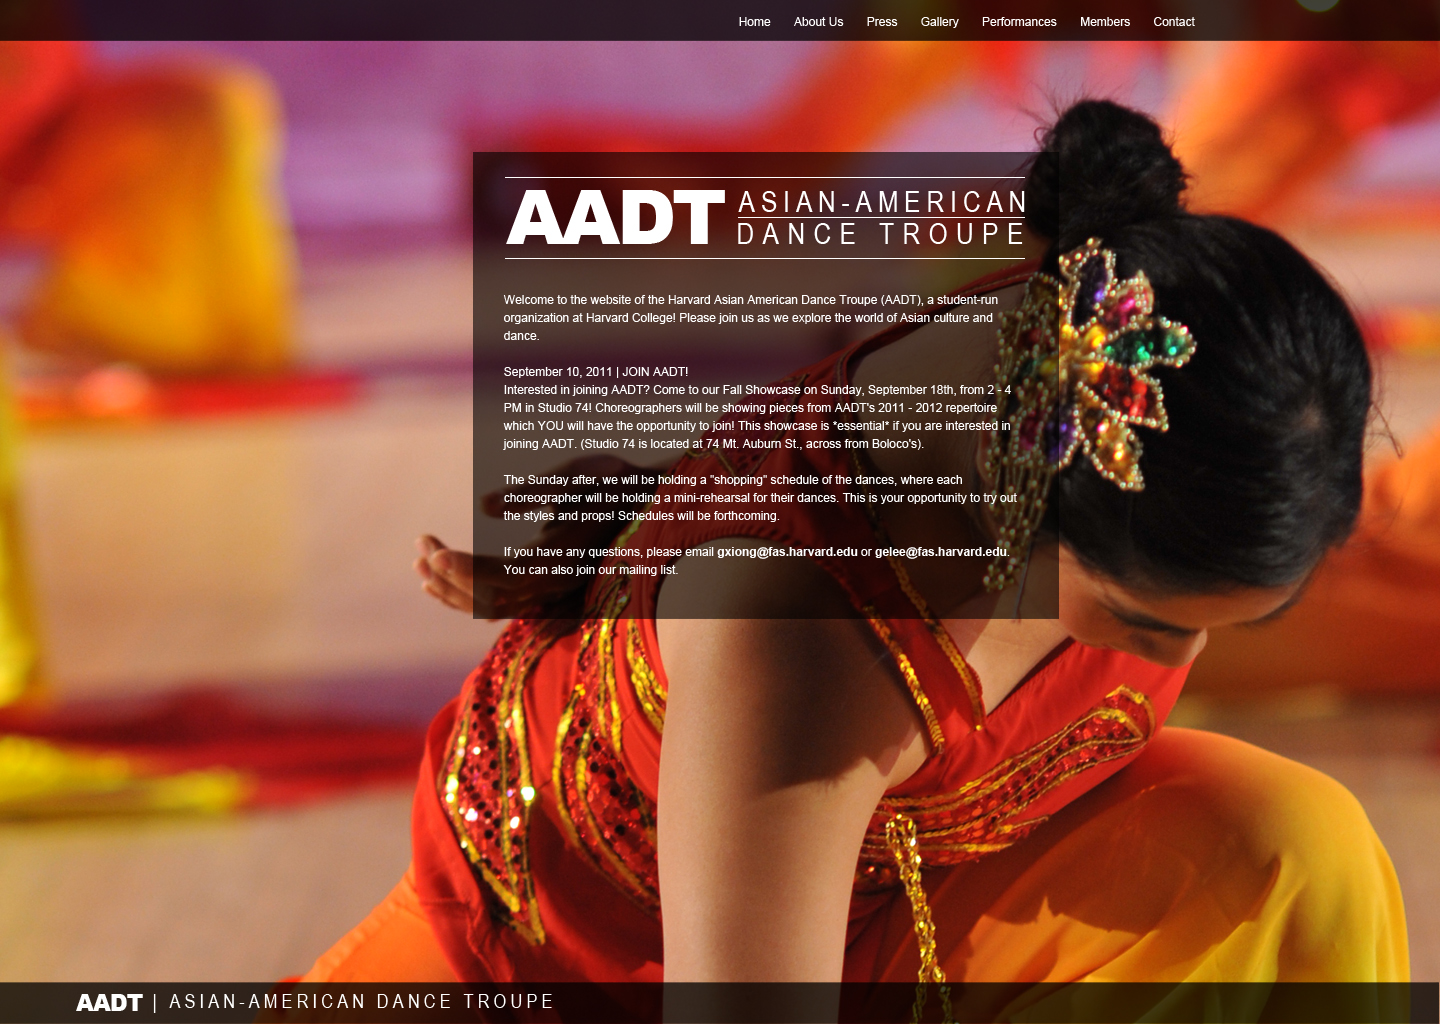 Home About Us Press Gallery Performances Members Contact
AADT ASIAN-AMERICAN
DANCE TROUPE
Welcome to the website of the Harvard Asian American Dance Troupe (AADT), a student-run
organization at Harvard College! Please join us as we explore the world of Asian culture and
dance.
September 10, 2011 | JOIN AADT!
Interested in joining AADT? Come to our Fall Showcase on Sunday, September 18th, from 2 - 4
PM in Studio 74! Choreographers will be showing pieces from AADT's 2011 - 2012 repertoire
which YOU will have the opportunity to join! This showcase is *essential* if you are interested in
joining AADT. (Studio 74 is located at 74 Mt. Auburn St., across from Boloco's).
The Sunday after, we will be holding a "shopping" schedule of the dances, where each
choreographer will be holding a mini-rehearsal for their dances. This is your opportunity to try out
the styles and props! Schedules will be forthcoming.
If you have any questions, please email gxiong@fas.harvard.edu or gelee@fas.harvard.edu.
You can also join our mailing list.
AADT | ASIAN-AMERICAN DANCE TROUPE